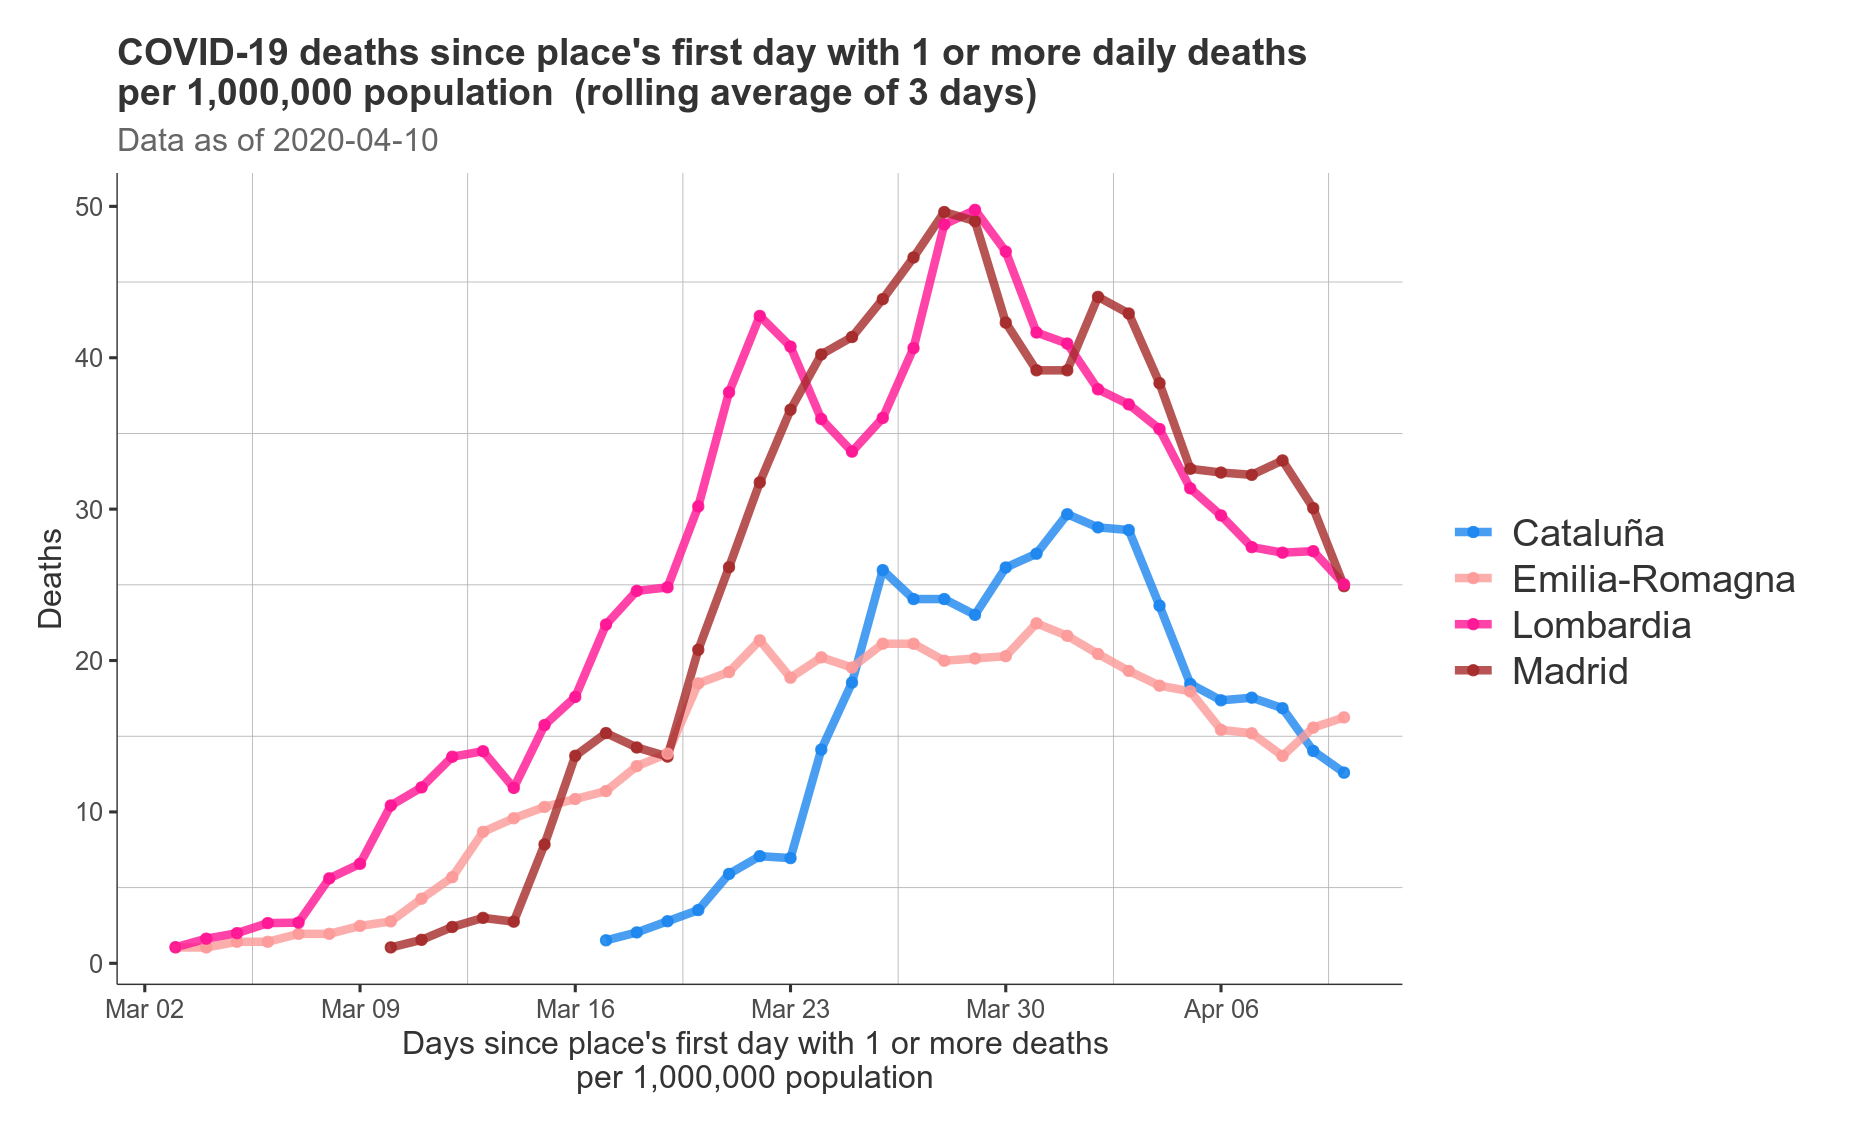 COVID-19 deaths since place's first day with 1 or more daily deaths
per 1,000,000 population  (rolling average of 3 days)
Data as of 2020-04-10
Deaths
50
40
30
20
10
0
Mar 02
Mar 09
Mar 16
Mar 23
Mar 30
Apr 06
Days since place's first day with 1 or more deaths
per 1,000,000 population
Cataluña
Emilia-Romagna
Lombardia
Madrid